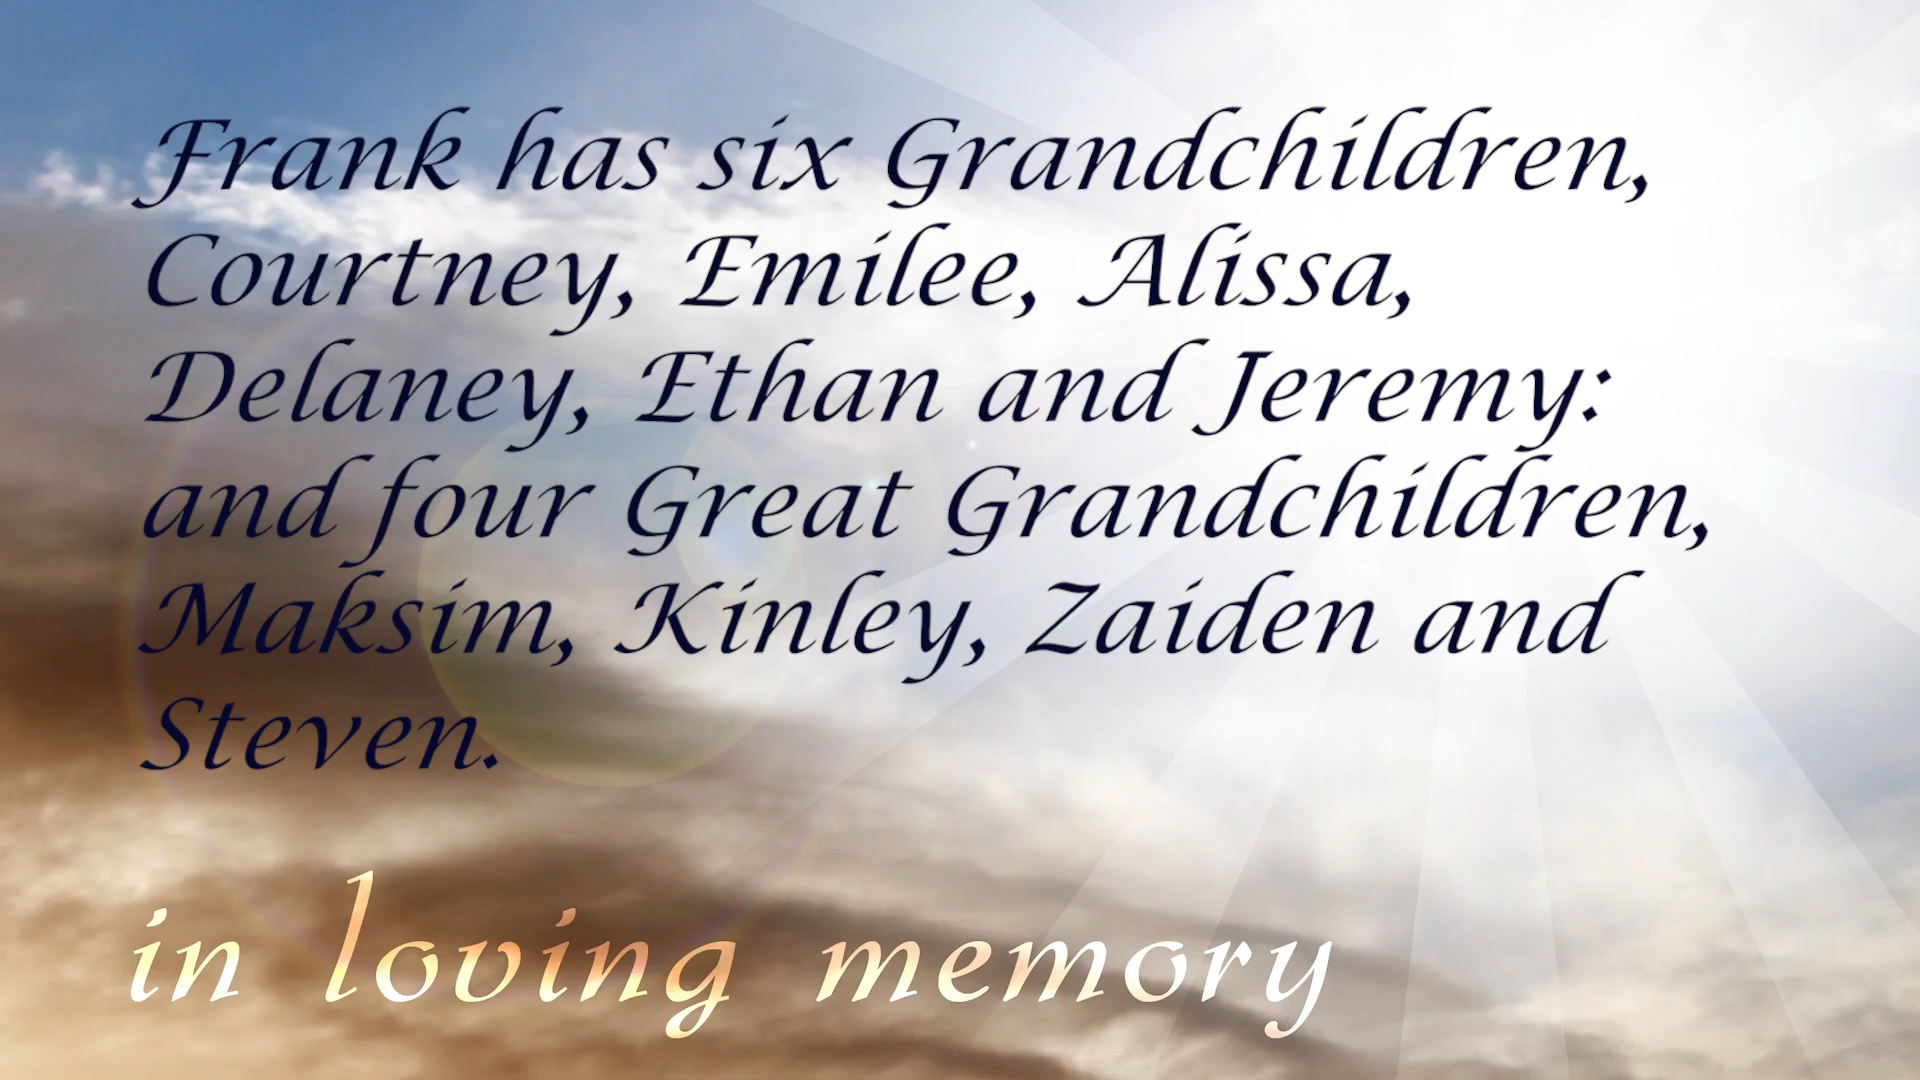 Frank has six Grandchildren,
Courtney, Emilee, Alissa,
Delaney, Ethan and Jeremy:
and four Great Grandchildren,
Maksim, Kinley, Zaiden and
Steven.
in loving memory